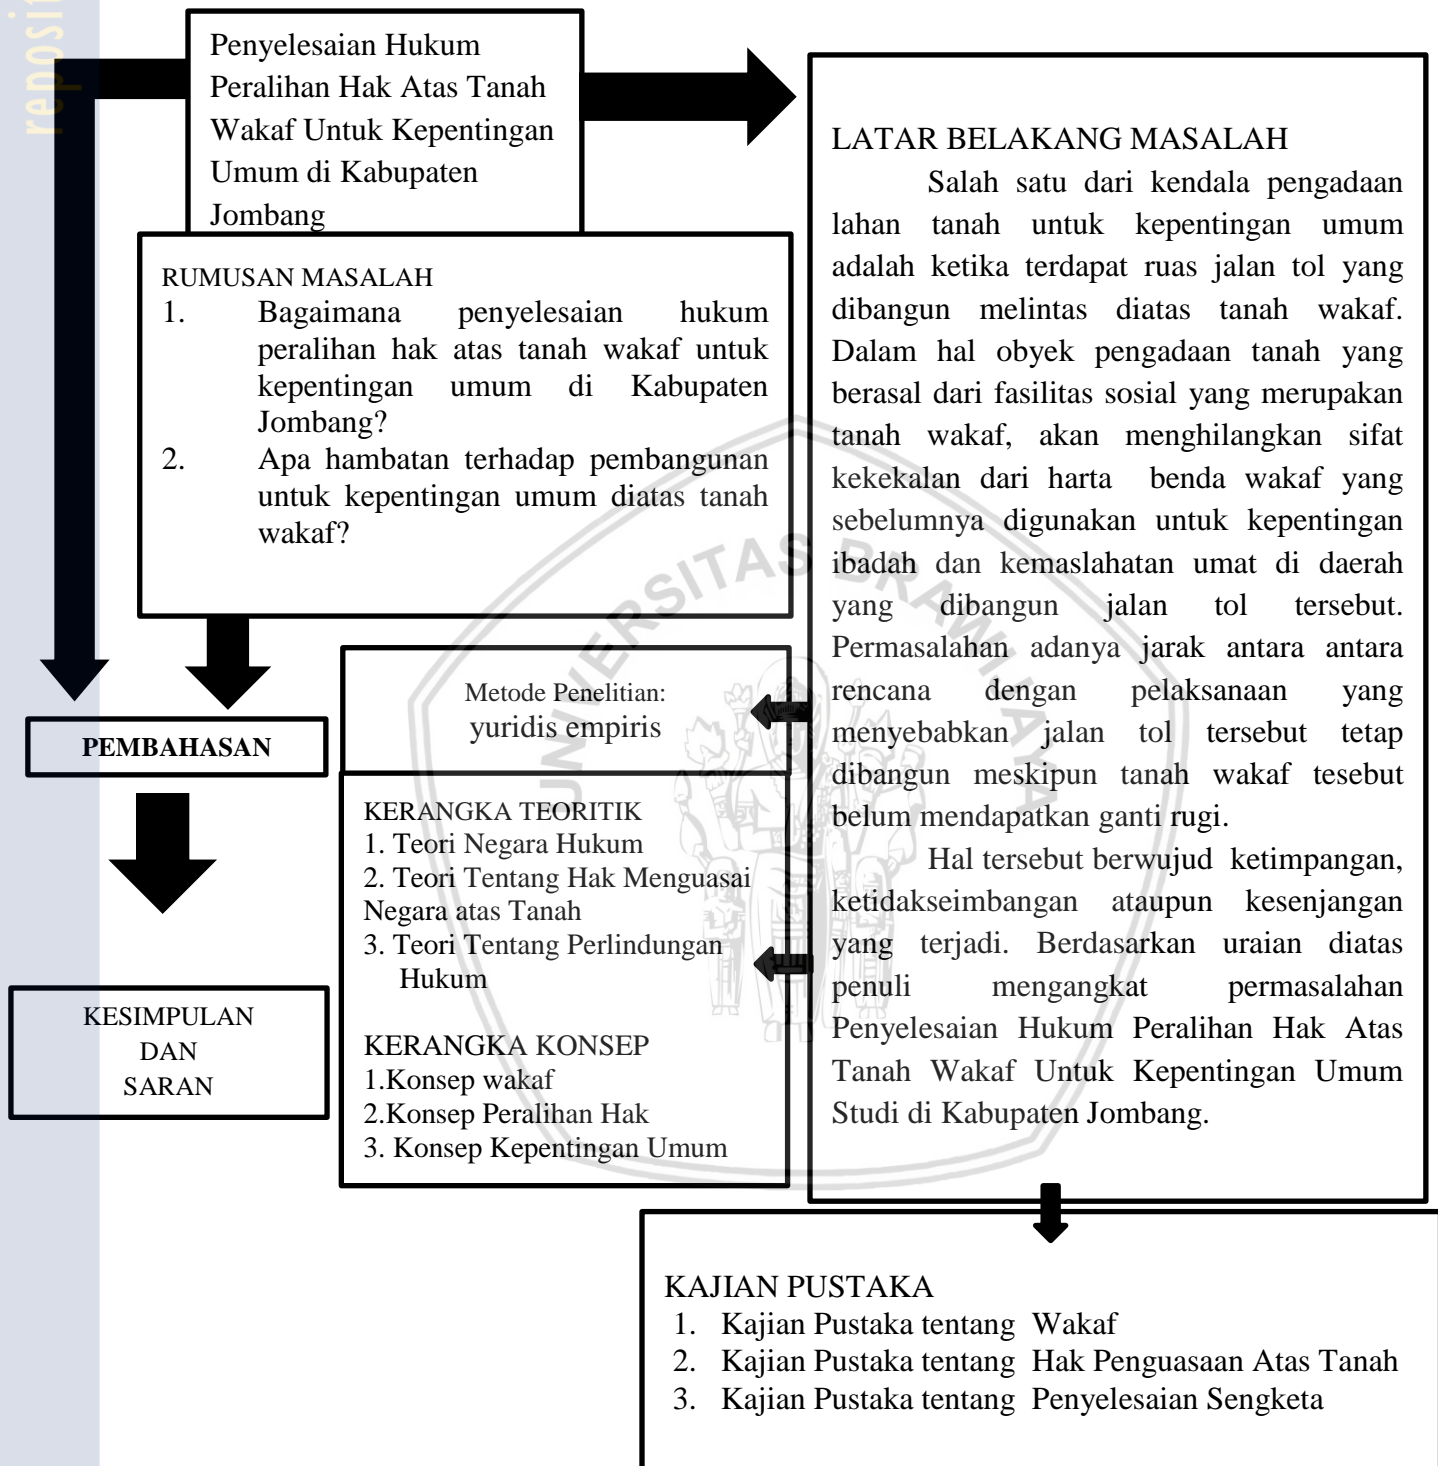 reposit
Penyelesaian Hukum
Peralihan Hak Atas Tanah
Wakaf Untuk Kepentingan
Umum di Kabupaten
Jombang
RUMUSAN MASALAH
1. Bagaimana penyelesaian hukum
peralihan hak atas tanah wakaf untuk
kepentingan umum di Kabupaten
Jombang?
2. Apa hambatan terhadap pembangunan
untuk kepentingan umum diatas tanah
wakaf?
LATAR BELAKANG MASALAH
Salah satu dari kendala pengadaan
lahan tanah untuk kepentingan umum
adalah ketika terdapat ruas jalan tol yang
dibangun melintas diatas tanah wakaf.
Dalam hal obyek pengadaan tanah yang
berasal dari fasilitas sosial yang merupakan
tanah wakaf, akan menghilangkan sifat
kekekalan dari harta benda wakaf yang
sebelumnya digunakan untuk kepentingan
ibadah dan kemaslahatan umat di daerah
yang dibangun jalan tol tersebut.
Permasalahan adanya jarak antara antara
rencana dengan pelaksanaan yang
menyebabkan jalan tol tersebut tetap
dibangun meskipun tanah wakaf tesebut
belum mendapatkan ganti rugi.
Hal tersebut berwujud ketimpangan,
ketidakseimbangan ataupun kesenjangan
yang terjadi. Berdasarkan uraian diatas
penuli mengangkat permasalahan
Penyelesaian Hukum Peralihan Hak Atas
Tanah Wakaf Untuk Kepentingan Umum
Studi di Kabupaten Jombang.
Metode Penelitian:
yuridis empiris
PEMBAHASAN
KERANGKA TEORITIK
1. Teori Negara Hukum
2. Teori Tentang Hak Menguasai
Negara atas Tanah
3. Teori Tentang Perlindungan
Hukum
KERANGKA KONSEP
1.Konsep wakaf
2.Konsep Peralihan Hak
3. Konsep Kepentingan Umum
KESIMPULAN
DAN
SARAN
KAJIAN PUSTAKA
1. Kajian Pustaka tentang Wakaf
2. Kajian Pustaka tentang Hak Penguasaan Atas Tanah
3. Kajian Pustaka tentang Penyelesaian Sengketa
UNIVERSITAS BRAWIJAYA